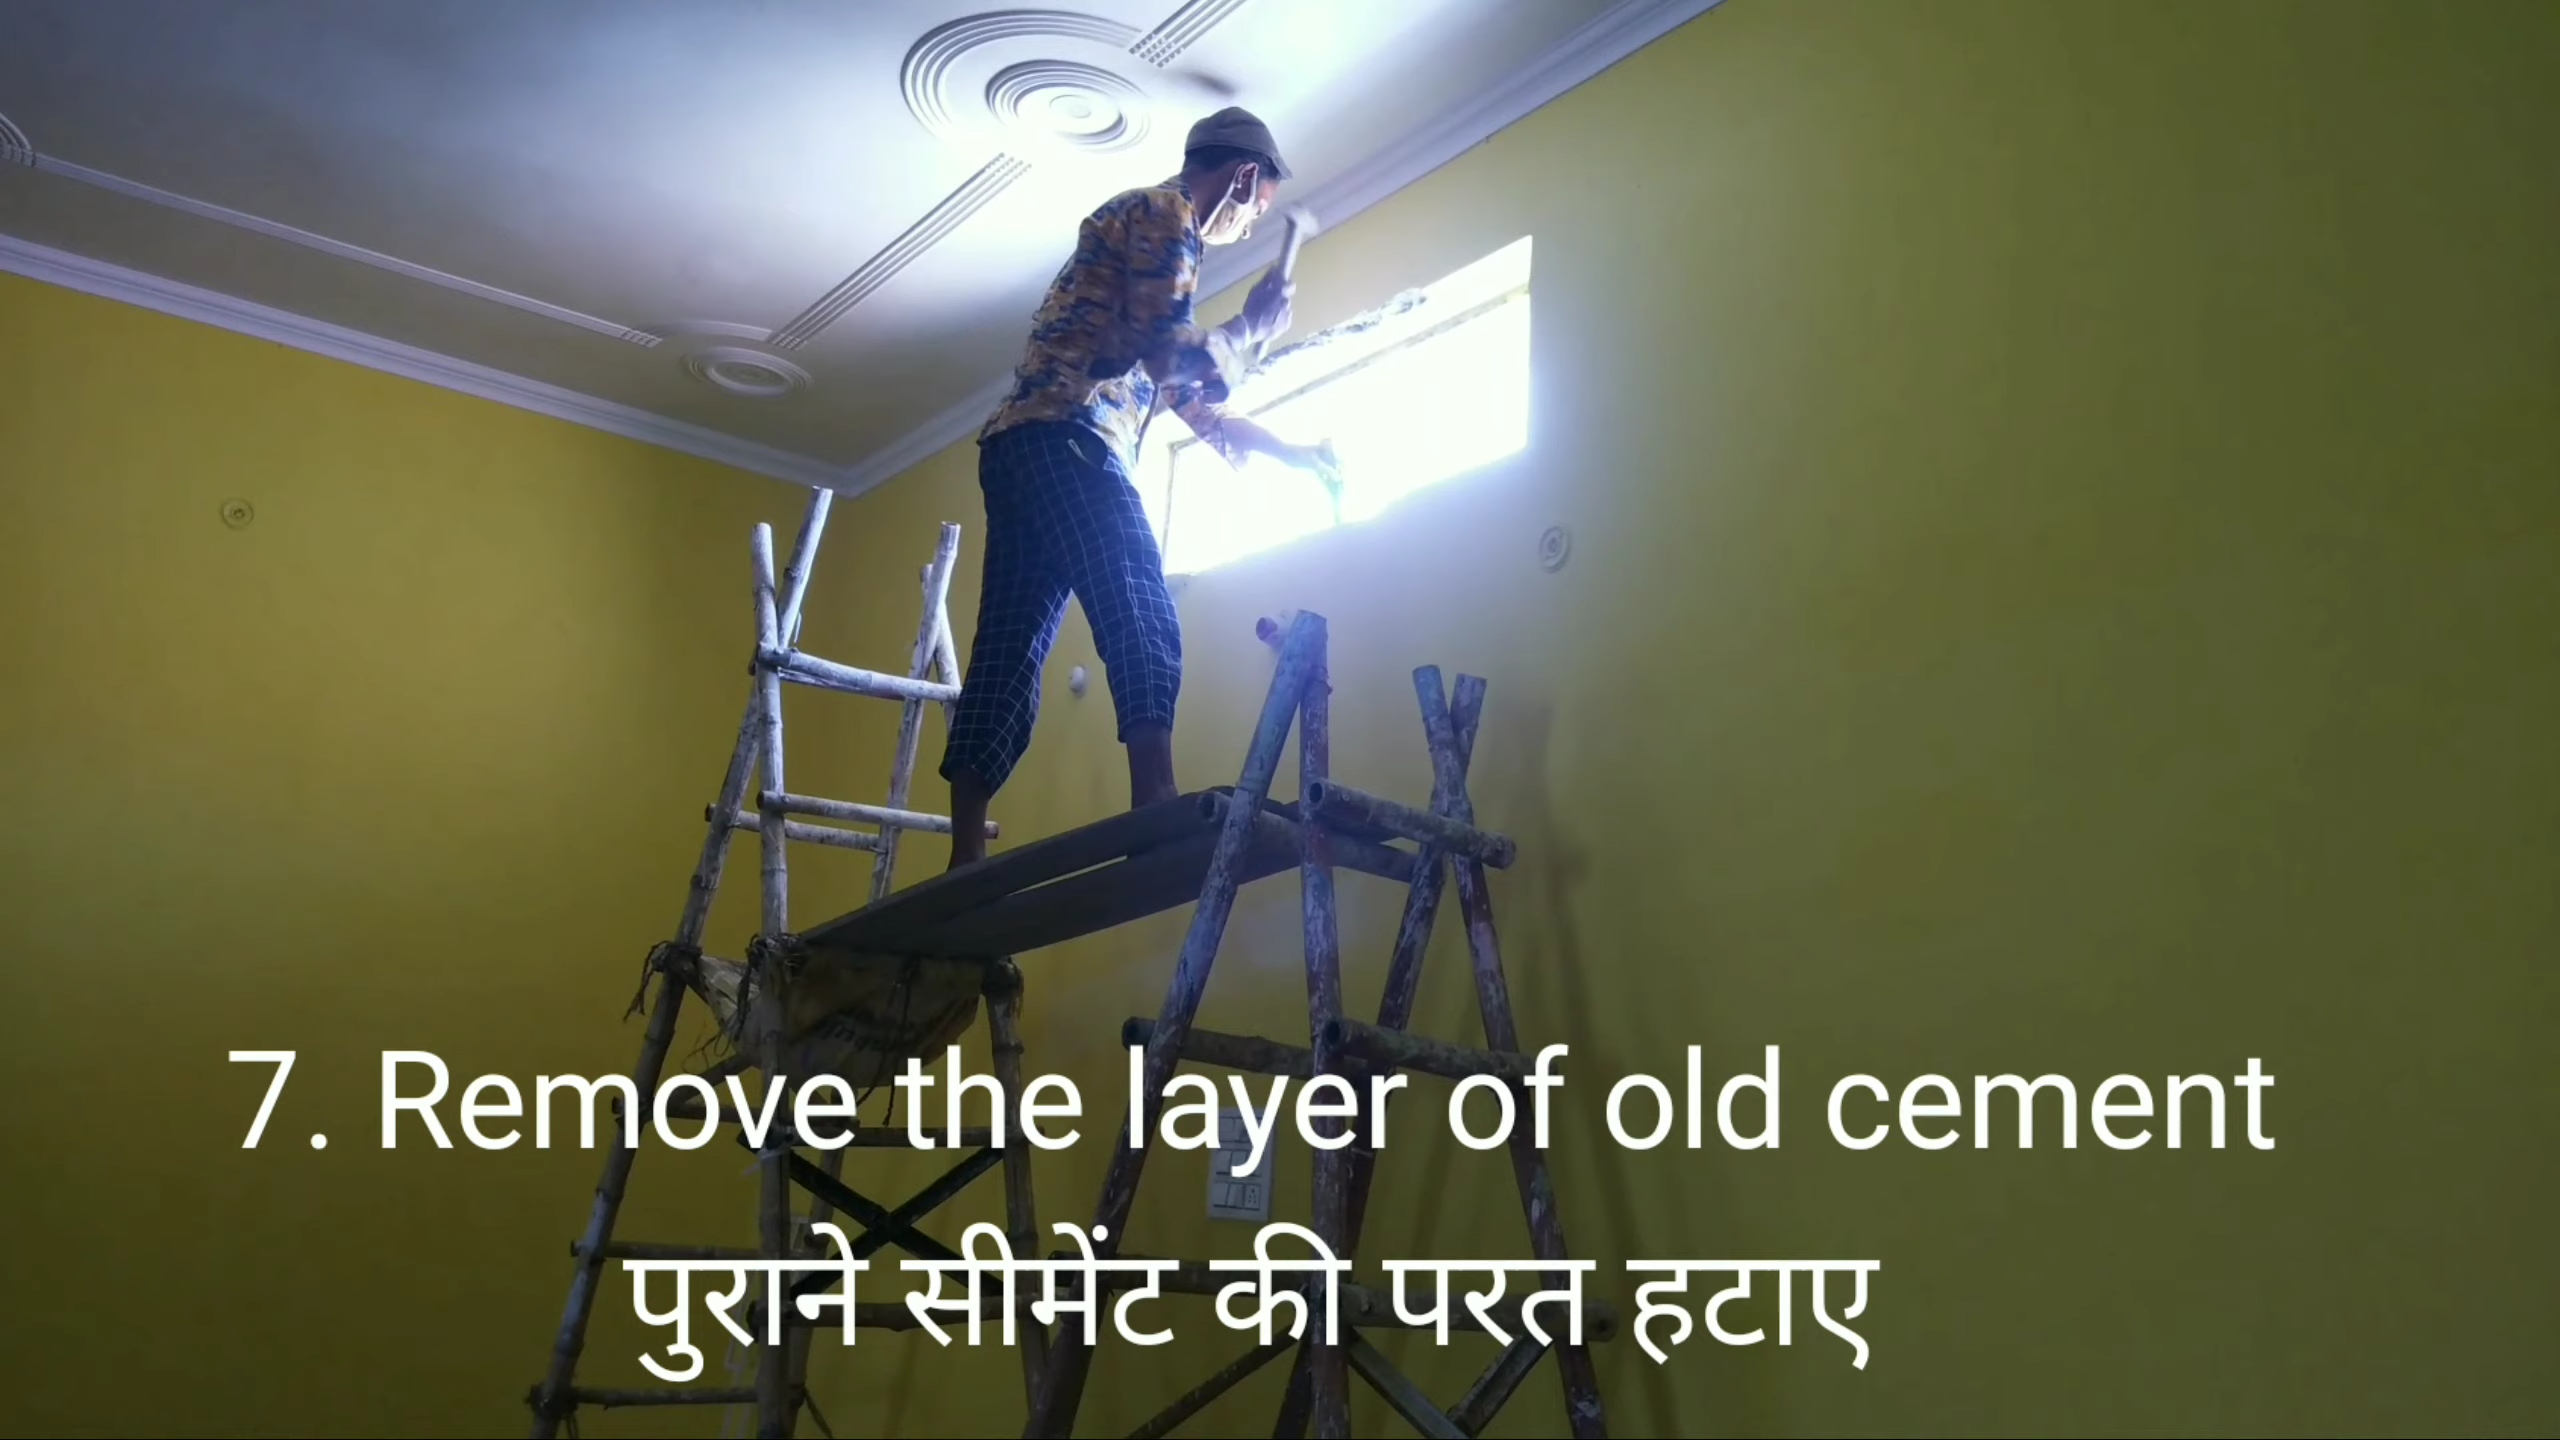 7. Remove the layer of old cement
पुराने सीमेंट की परत हटाए